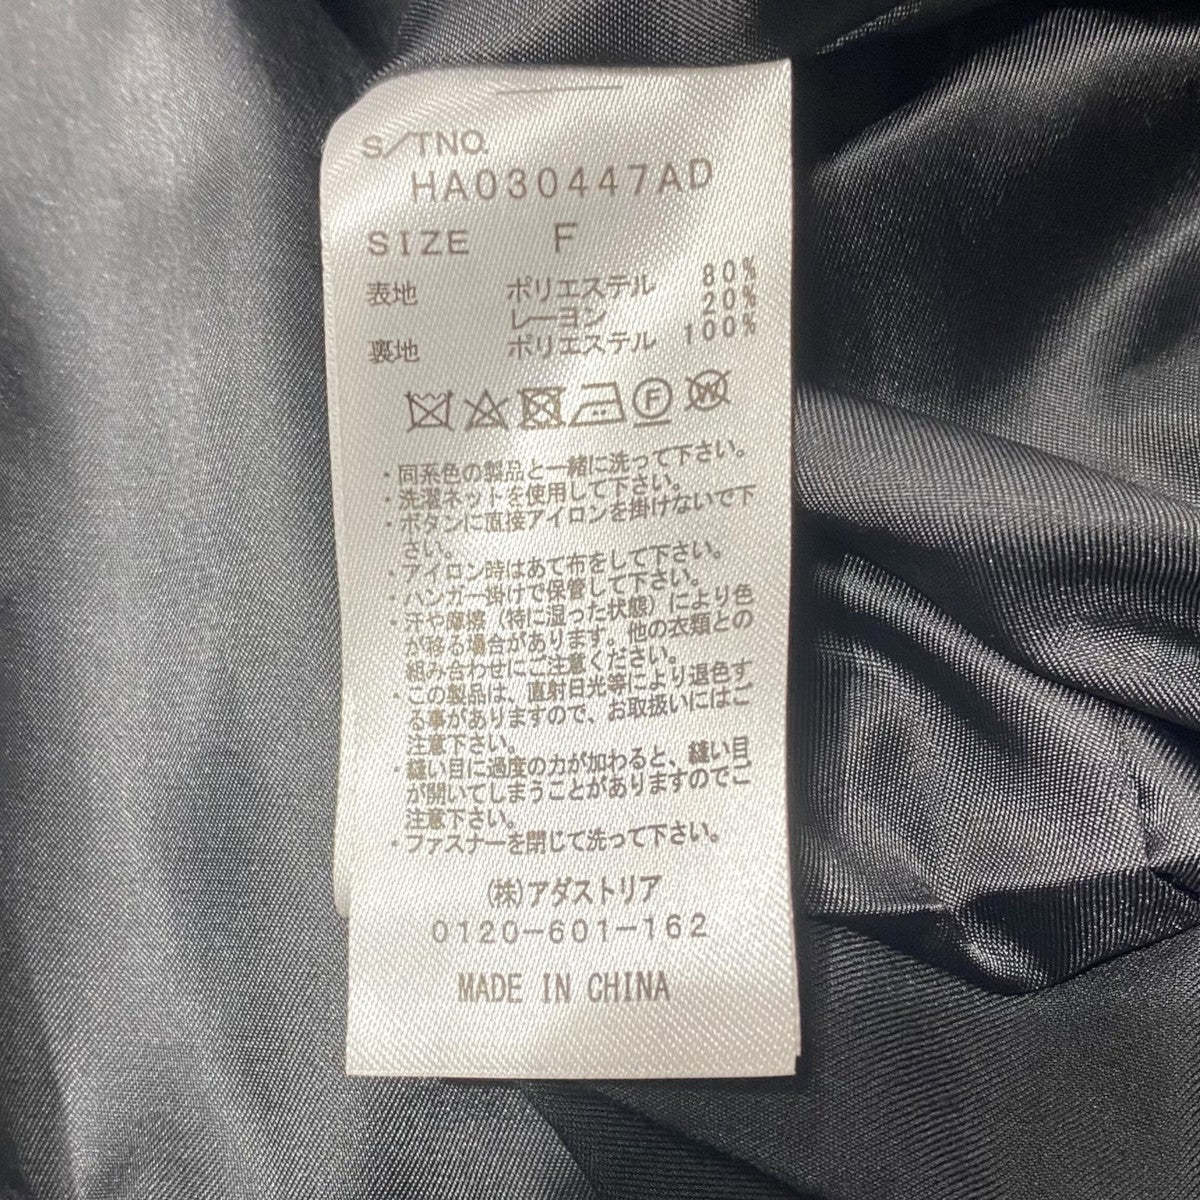 S/TNO.
HA030447AD
SIZE F
表地 ポリエステル 80%
レーヨン 20%
裏地 ポリエステル 100%
F W
・同系色の製品と一緒に洗って下さい。
・洗濯ネットを使用して下さい。
・ボタンに直接アイロンを掛けないで下
さい。
・アイロン時はあて布をして下さい。
・ハンガー掛けで保管して下さい。
・汗や摩擦(特に湿った状態)により色
が移る場合があります。他の衣類との
組み合わせにご注意ください。
・この製品は、直射日光等により退色す
る事がありますので、お取扱いにはご
注意下さい。
・縫い目に過度の力が加わると、縫い目
が開いてしまうことがありますのでご
注意下さい。
・ファスナーを閉じて洗って下さい。
(株)アダストリア
0120-601-162
MADE IN CHINA